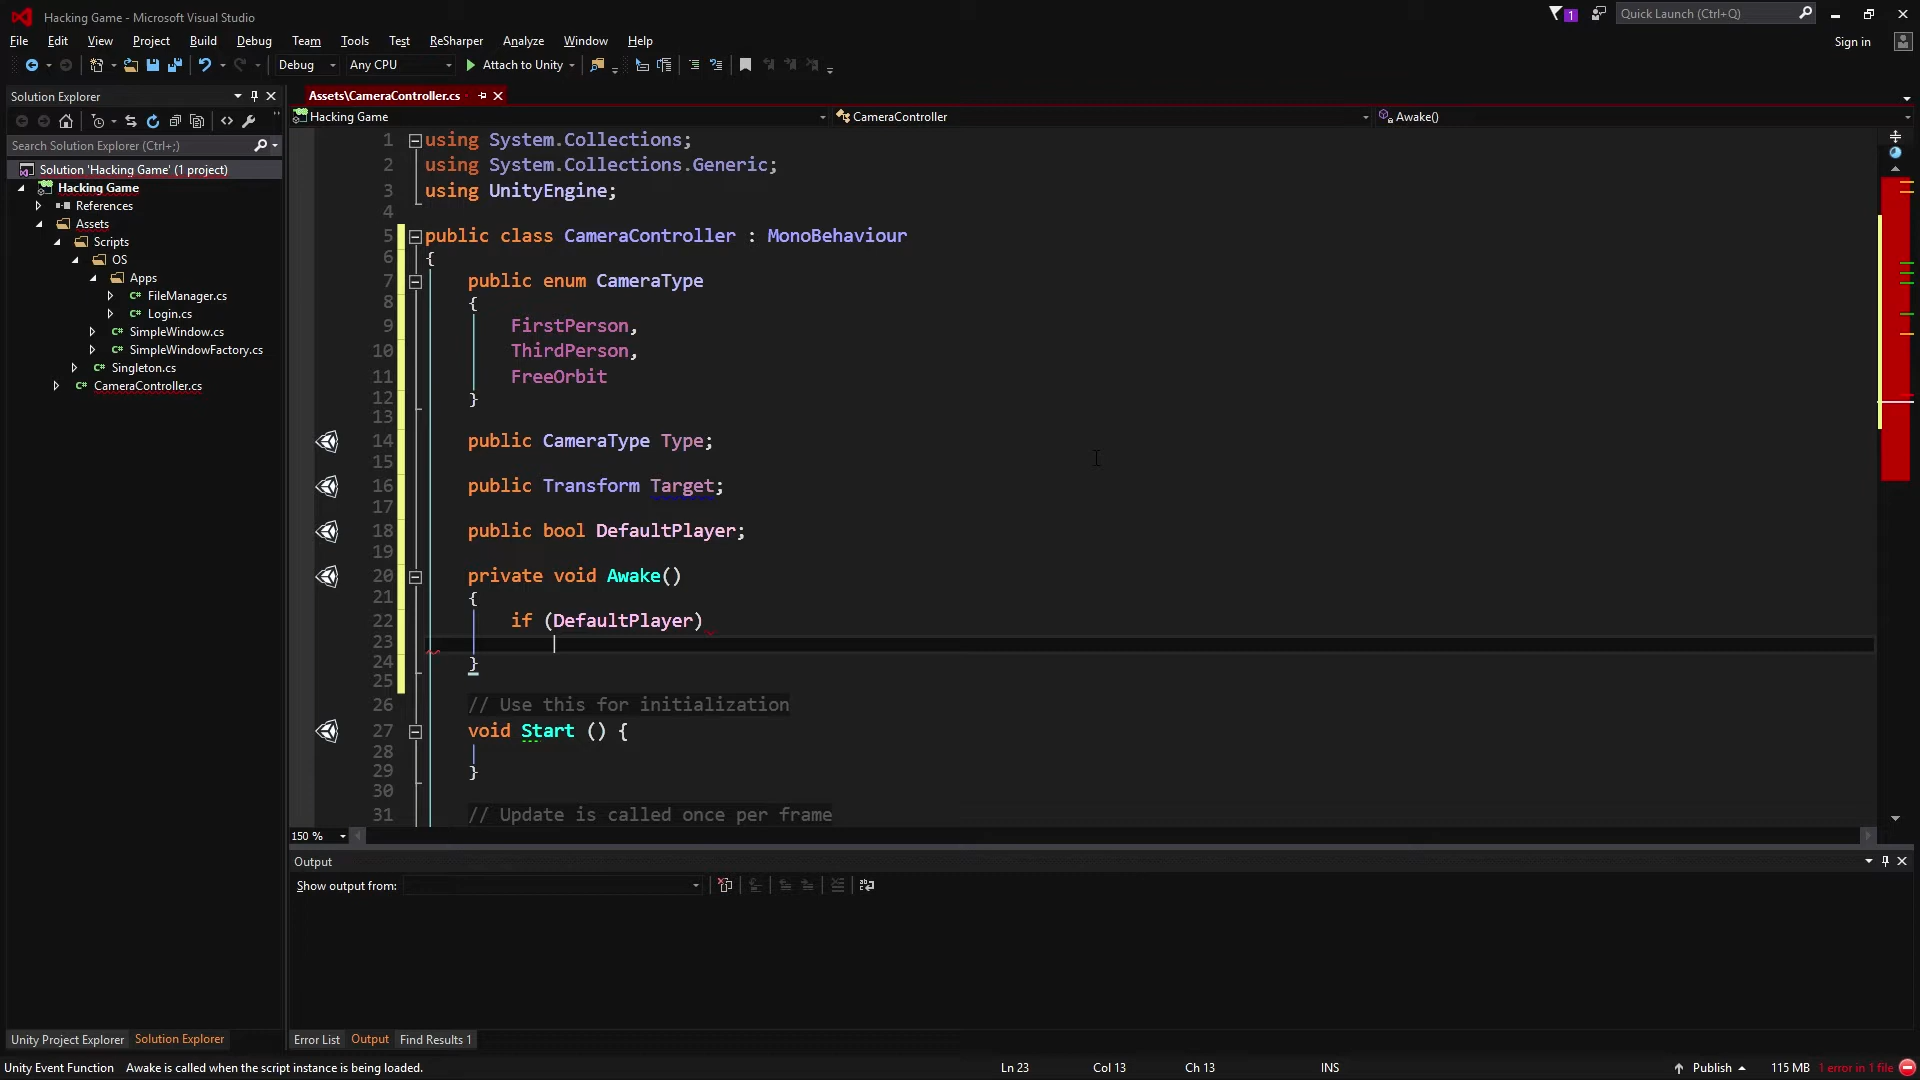 Hacking Game - Microsoft Visual Studio
1
Quick Launch (Ctrl+Q)
File Edit View Project Build Debug Team Tools Test ReSharper Analyze Window Help
Sign in
Debug Any CPU Attach to Unity
Solution Explorer
Assets\CameraController.cs
Hacking Game
CameraController
Awake()
Search Solution Explorer (Ctrl+;)
Solution 'Hacking Game' (1 project)
Hacking Game
References
Assets
Scripts
OS
Apps
FileManager.cs
Login.cs
SimpleWindow.cs
SimpleWindowFactory.cs
Singleton.cs
CameraController.cs
1 using System.Collections;
2 using System.Collections.Generic;
3 using UnityEngine;
4
5 public class CameraController : MonoBehaviour
6 {
7 public enum CameraType
8 {
9 FirstPerson,
10 ThirdPerson,
11 FreeOrbit
12 }
13
14 public CameraType Type;
15
16 public Transform Target;
17
18 public bool DefaultPlayer;
19
20 private void Awake()
21 {
22 if (DefaultPlayer)
23
24 }
25
26 // Use this for initialization
27 void Start () {
28
29 }
30
31 // Update is called once per frame
150 %
Output
Show output from:
Unity Project Explorer Solution Explorer
Error List Output Find Results 1
Unity Event Function Awake is called when the script instance is being loaded.
Ln 23 Col 13 Ch 13 INS
Publish 115 MB 1 error in 1 file